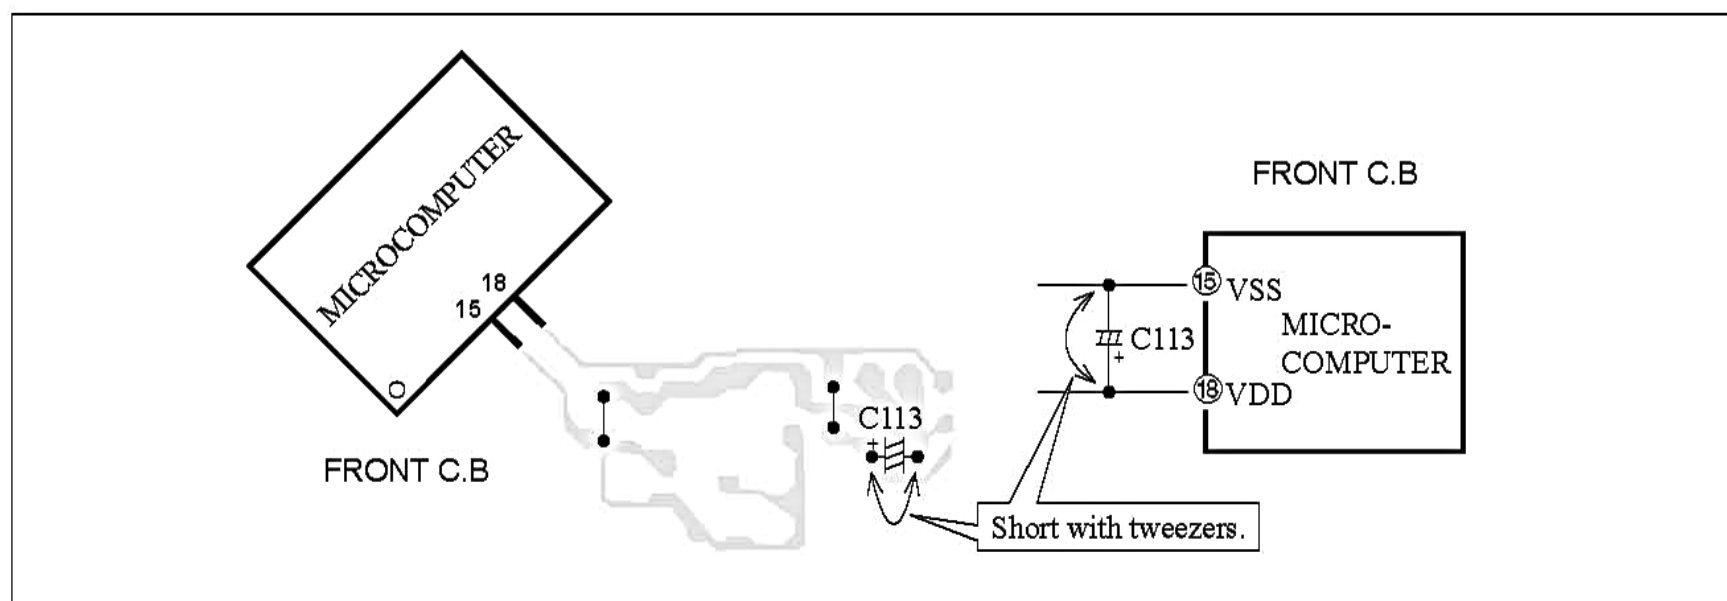 MICROCOMPUTER
18
15
O
FRONT C.B
C113
+
FRONT C.B
15 VSS
MICRO-
COMPUTER
+ C113
18 VDD
Short with tweezers.